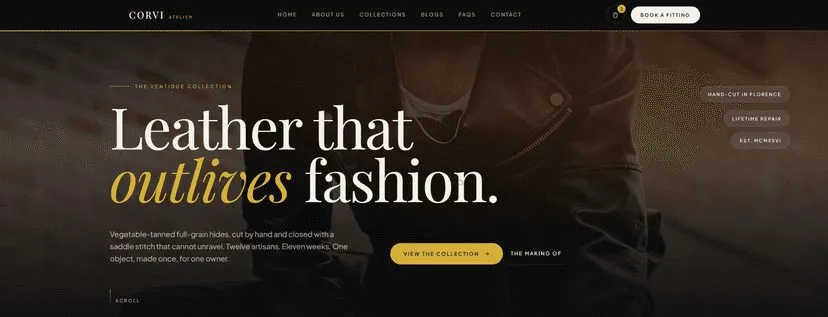 CORVI ATELIER
HOME ABOUT US COLLECTIONS BLOGS FAQS CONTACT
2
BOOK A FITTING
THE VENTIDUE COLLECTION
Leather that
outlives fashion.
HAND-CUT IN FLORENCE
LIFETIME REPAIR
EST. MCMXXVI
Vegetable-tanned full-grain hides, cut by hand and closed with a
saddle stitch that cannot unravel. Twelve artisans. Eleven weeks. One
object, made once, for one owner.
VIEW THE COLLECTION →
THE MAKING OF
SCROLL